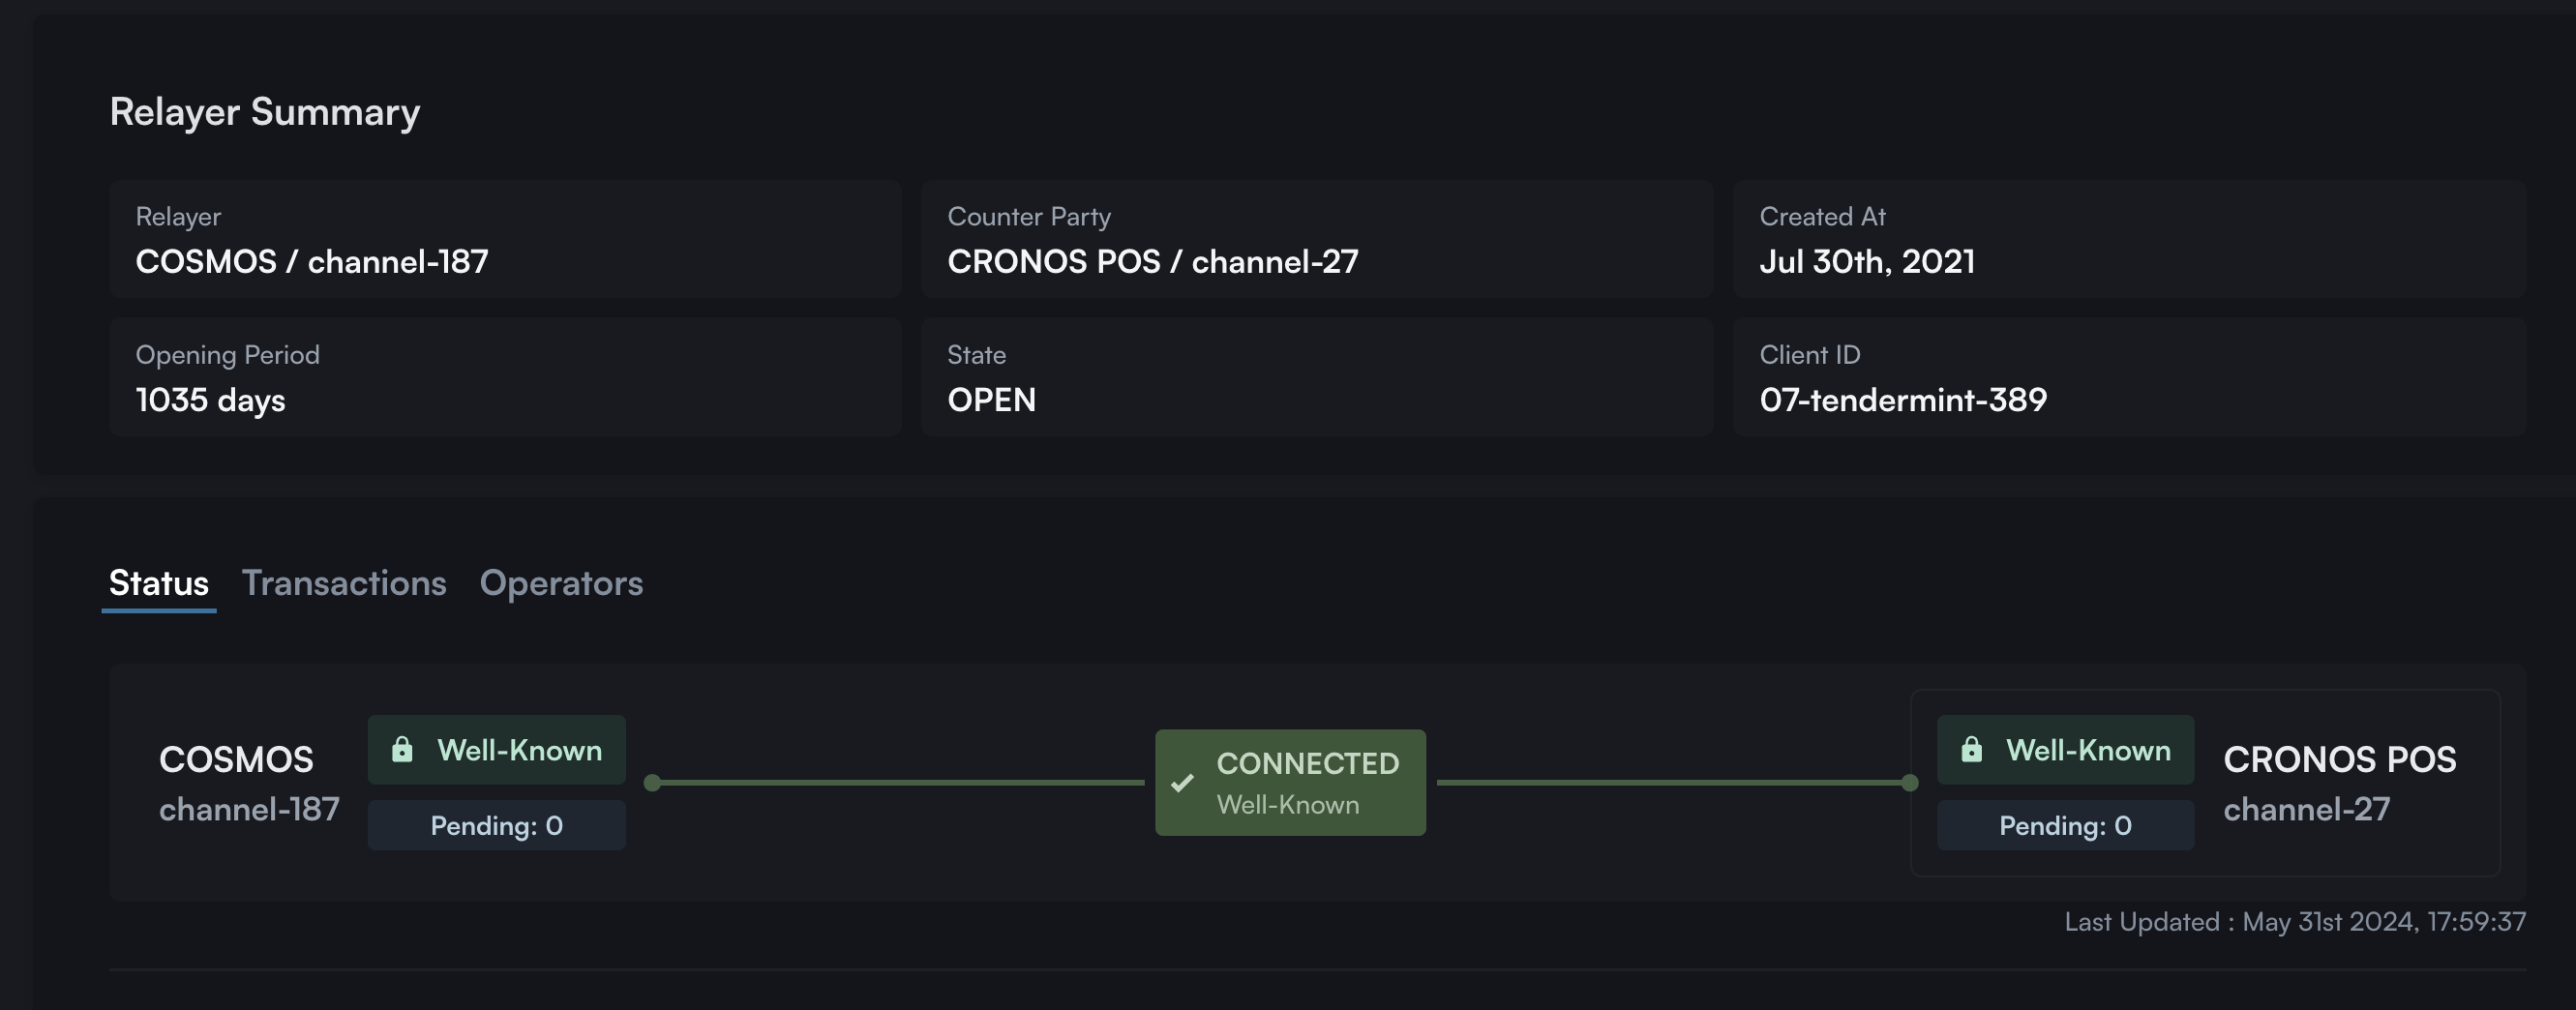 Relayer Summary
Relayer
COSMOS / channel-187
Counter Party
CRONOS POS / channel-27
Created At
Jul 30th, 2021
Opening Period
1035 days
State
OPEN
Client ID
07-tendermint-389
Status Transactions Operators
COSMOS
channel-187
Well-Known
Pending: 0
CONNECTED
Well-Known
Well-Known
Pending: 0
CRONOS POS
channel-27
Last Updated : May 31st 2024, 17:59:37